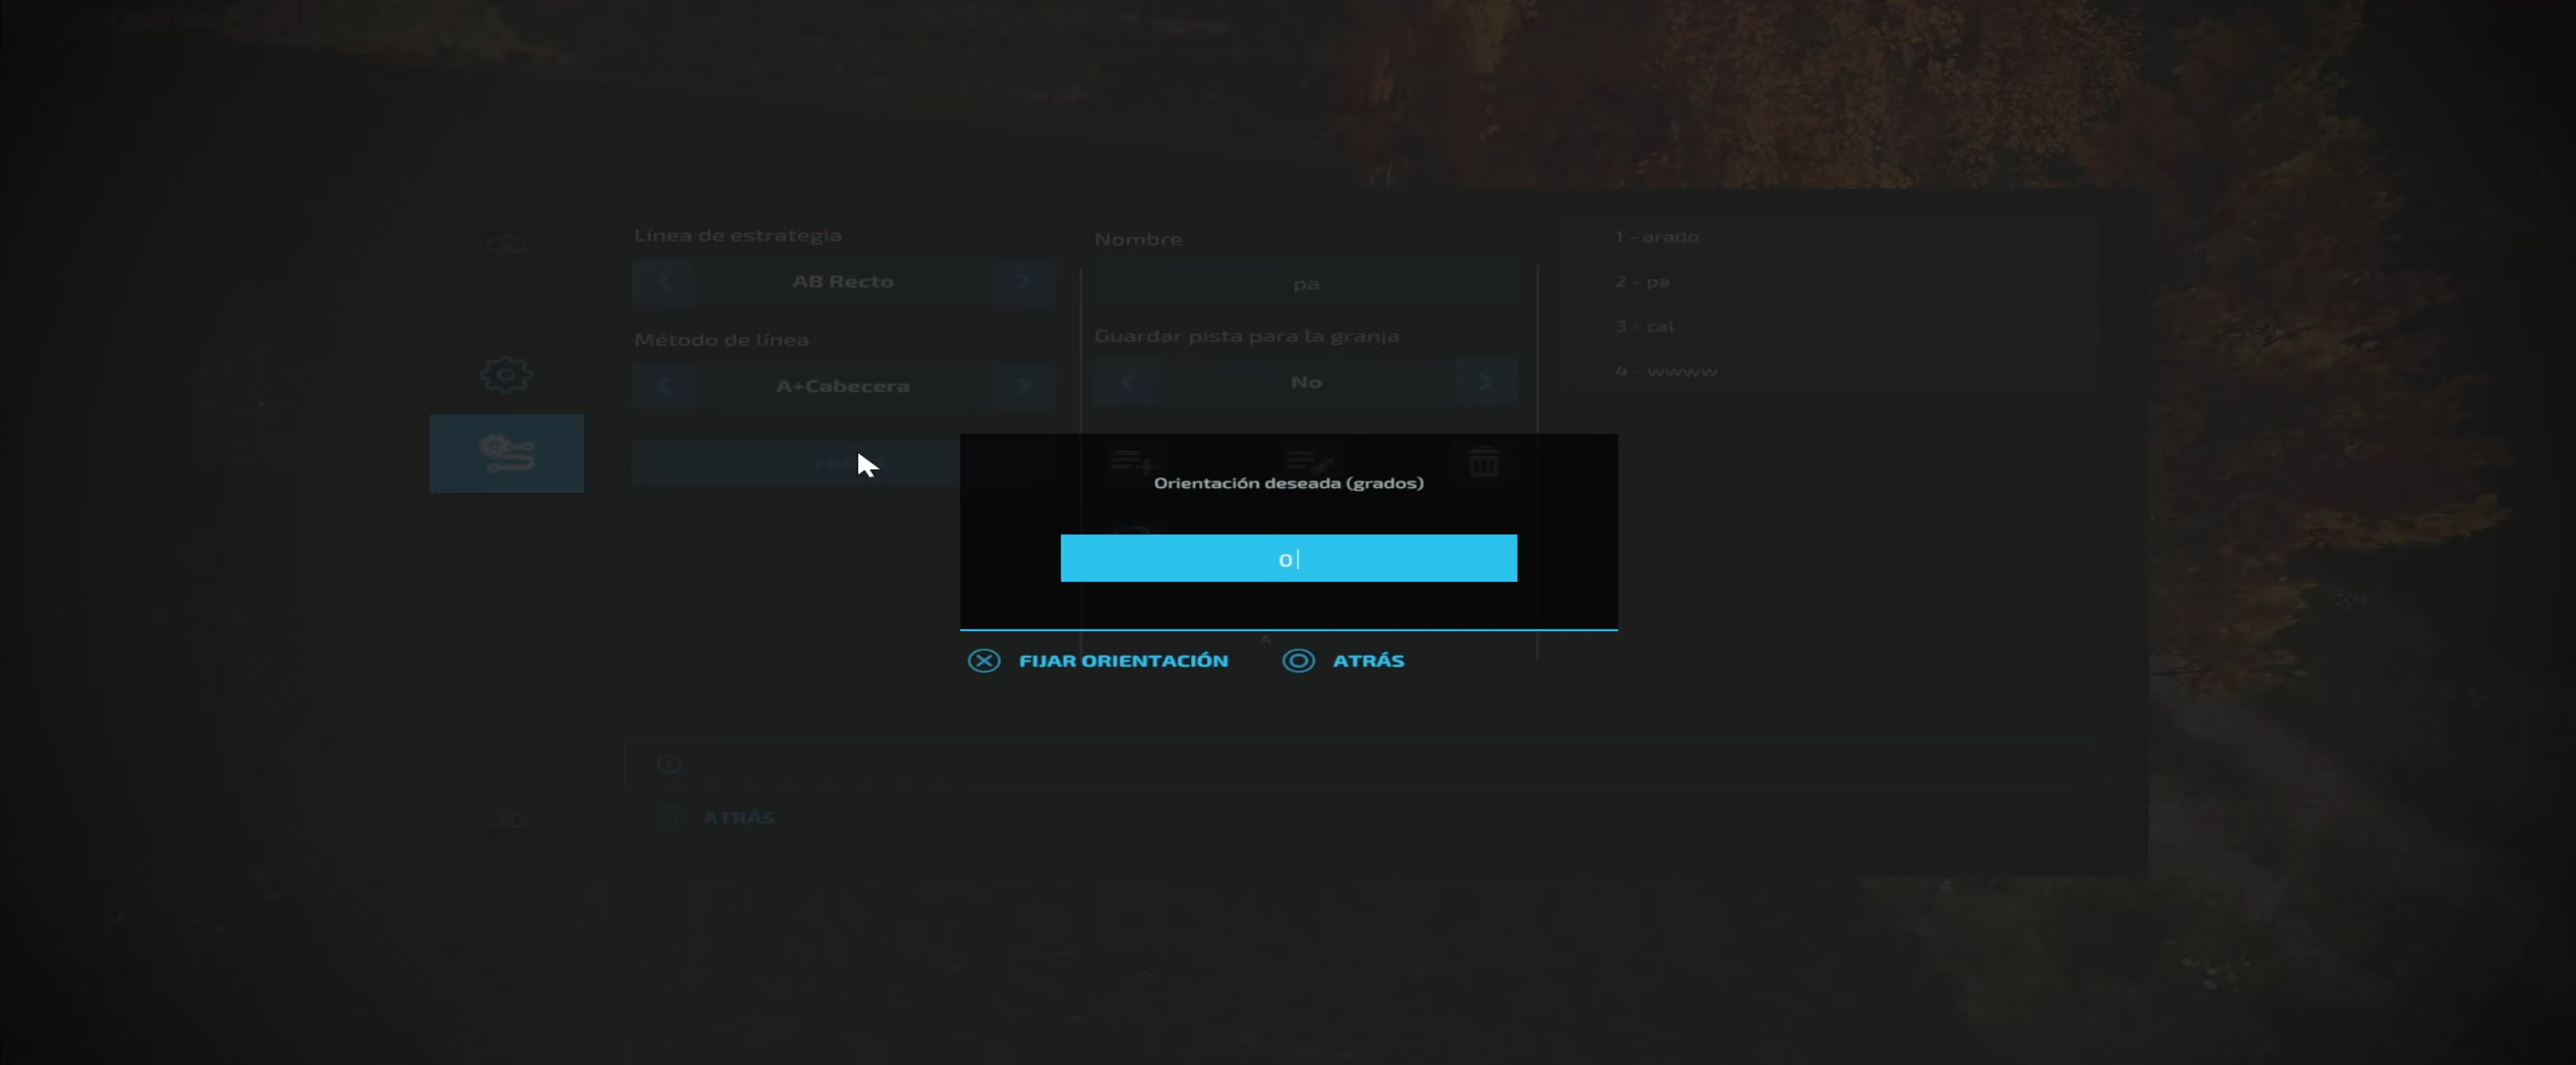 Línea de estrategia
AB Recto
Método de línea
A+Cabecera
Nombre
pa
Guardar pista para la granja
No
1 - arado
2 - pa
3 - cal
4 - wwww
Orientación deseada (grados)
0
A
FIJAR ORIENTACIÓN
ATRÁS
ATRÁS